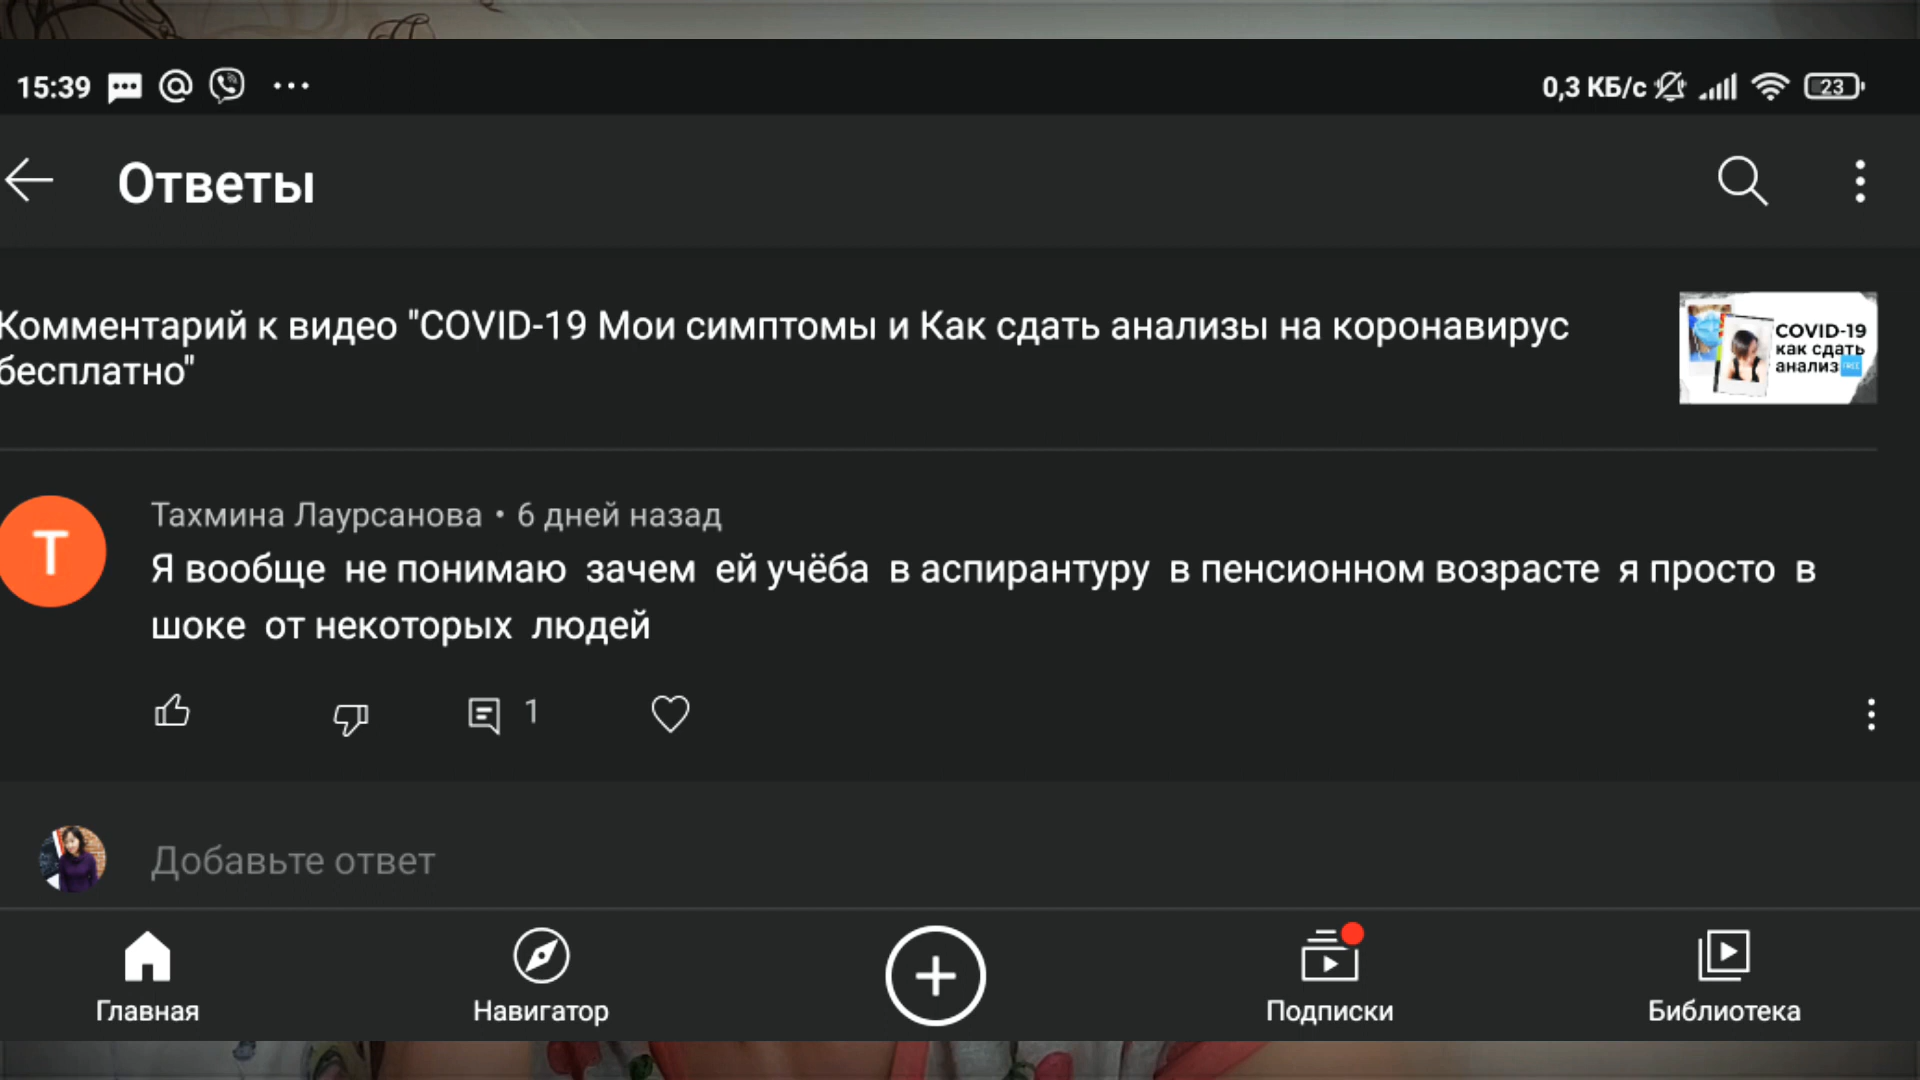 15:39
0,3 КБ/с
23
Ответы
Комментарий к видео "COVID-19 Мои симптомы и Как сдать анализы на коронавирус
бесплатно"
COVID-19
как сдать
анализ
FREE
Тахмина Лаурсанова • 6 дней назад
Т
Я вообще не понимаю зачем ей учёба в аспирантуру в пенсионном возрасте я просто в
шоке от некоторых людей
1
Добавьте ответ
Главная
Навигатор
Подписки
Библиотека